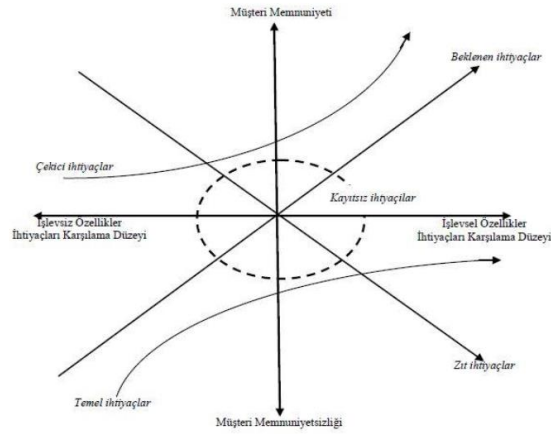 Müşteri Memnuniyeti
Beklenen ihtiyaçlar
Çekici ihtiyaçlar
Kayıtsız ihtiyaçilar
İşlevsiz Özellikler
İhtiyaçları Karşılama Düzeyi
İşlevsel Özellikler
İhtiyaçları Karşılama Düzeyi
Zıt ihtiyaçlar
Temel ihtiyaçlar
Müşteri Memnuniyetsizliği